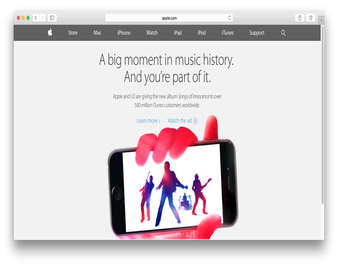 apple.com
Store Mac iPhone Watch iPad iPod iTunes Support
A big moment in music history.
And you're part of it.
Apple and U2 are giving the new album Songs of Innocence to over
500 million iTunes customers worldwide.
Learn more > Watch the ad